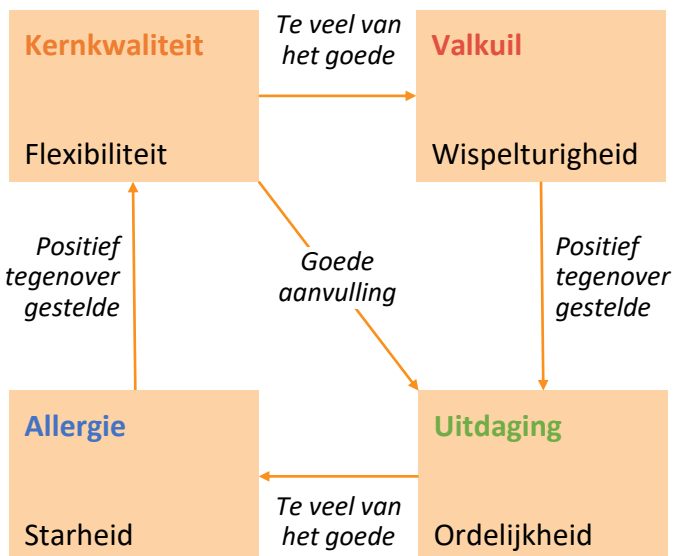 Kernkwaliteit
Te veel van
het goede
Valkuil
Flexibiliteit
Wispelturigheid
Positief
tegenover
gestelde
Goede
aanvulling
Positief
tegenover
gestelde
Allergie
Uitdaging
Starheid
Te veel van
het goede
Ordelijkheid